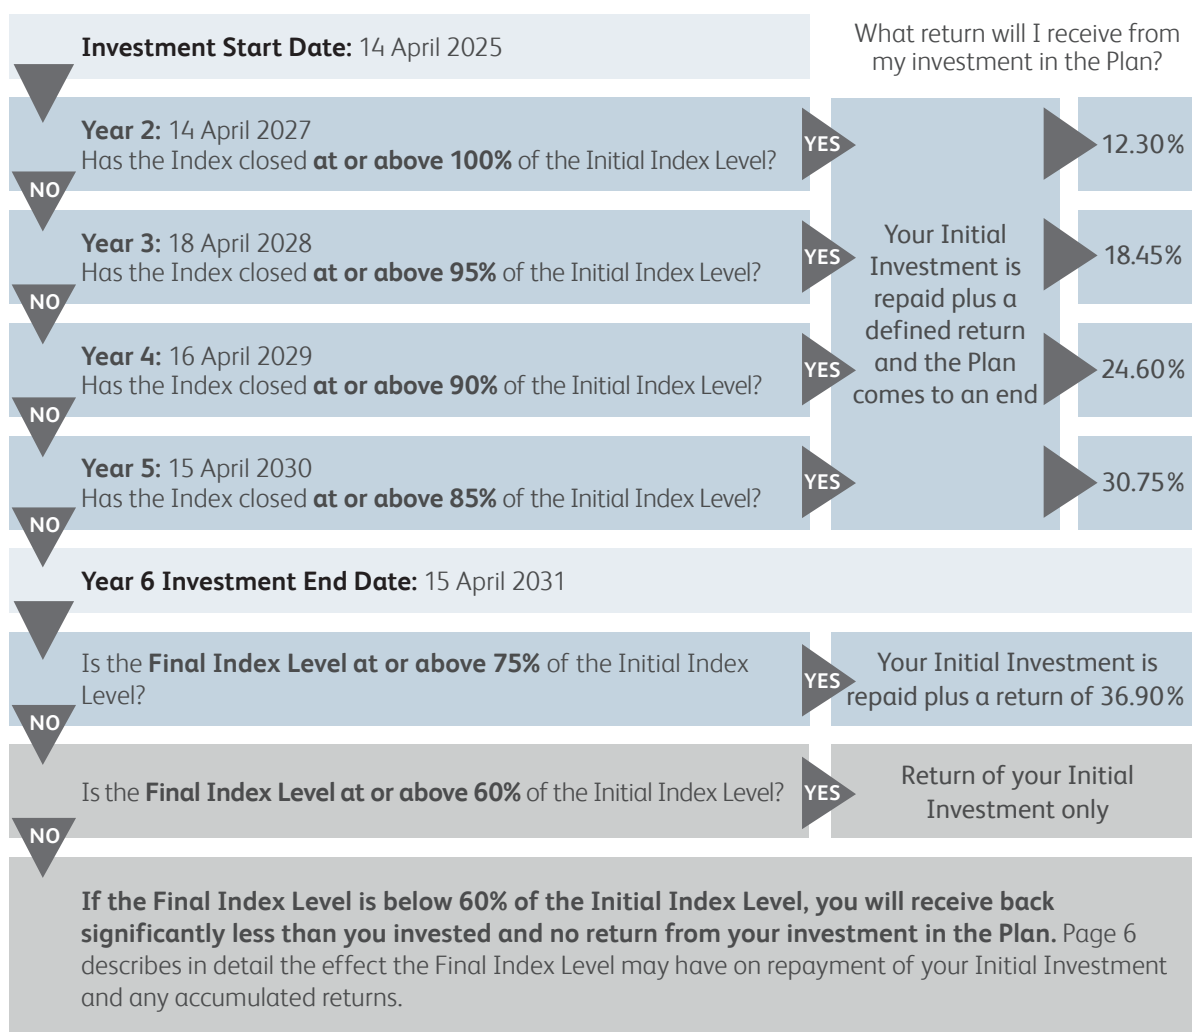 Investment Start Date: 14 April 2025
What return will I receive from
my investment in the Plan?
Year 2: 14 April 2027
Has the Index closed at or above 100% of the Initial Index Level?
YES
12.30%
NO
Year 3: 18 April 2028
Has the Index closed at or above 95% of the Initial Index Level?
YES
18.45%
NO
Year 4: 16 April 2029
Has the Index closed at or above 90% of the Initial Index Level?
YES
24.60%
NO
Year 5: 15 April 2030
Has the Index closed at or above 85% of the Initial Index Level?
YES
30.75%
NO
Your Initial
Investment is
repaid plus a
defined return
and the Plan
comes to an end
Year 6 Investment End Date: 15 April 2031
Is the Final Index Level at or above 75% of the Initial Index
Level?
YES
Your Initial Investment is
repaid plus a return of 36.90%
NO
Is the Final Index Level at or above 60% of the Initial Index Level?
YES
Return of your Initial
Investment only
NO
If the Final Index Level is below 60% of the Initial Index Level, you will receive back
significantly less than you invested and no return from your investment in the Plan. Page 6
describes in detail the effect the Final Index Level may have on repayment of your Initial Investment
and any accumulated returns.